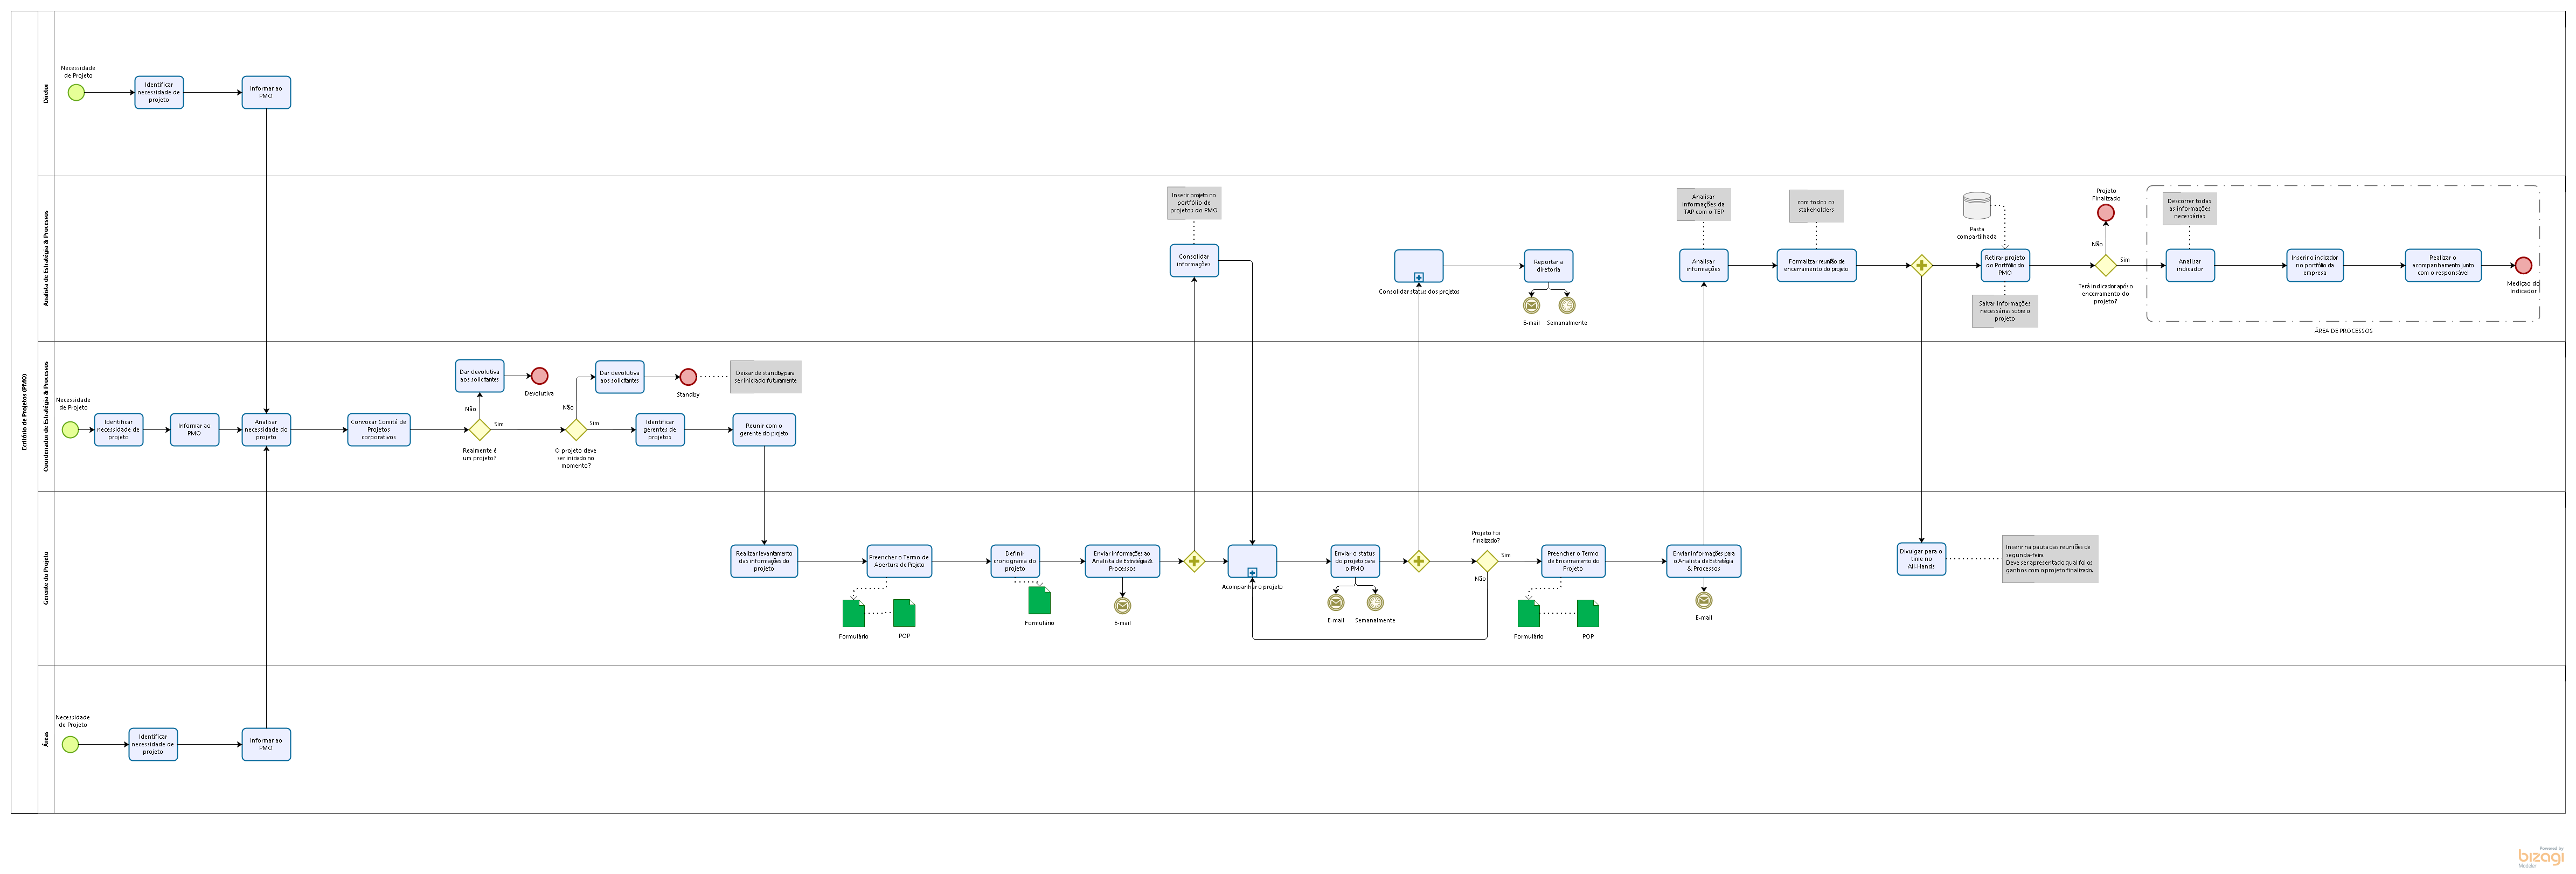 Ecritório de Projetos (PMO)
Diretor
Necessidade
de Projeto
Identificar
necessidade de
projeto
Informar ao
PMO
Analista de Estratégia & Processos
Inserir projeto no
portfólio de
projetos do PMO
Consolidar
informações
Consolidar status dos projetos
Reportar a
diretoria
E-mail
Semanalmente
Analisar
informações da
TAP com o TEP
Analisar
informações
com todos os
stakeholders
Formalizar reunião de
encerramento do projeto
Pasta
compartilhada
Retirar projeto
do Portfólio do
PMO
Salvar informações
necessárias sobre o
projeto
Projeto
Finalizado
Não
Sim
Terá indicador após o
encerramento do
projeto?
Descorrer todas
as informações
necessárias
Analisar
indicador
Inserir o indicador
no portfólio da
empresa
Realizar o
acompanhamento junto
com o responsável
Mediçao do
Indicador
ÁREA DE PROCESSOS
Coordenador de Estratégia & Processos
Necessidade
de Projeto
Identificar
necessidade de
projeto
Informar ao
PMO
Analisar
necessidade do
projeto
Convocar Comitê de
Projetos
corporativos
Dar devolutiva
aos solicitantes
Devolutiva
Não
Sim
Realmente é
um projeto?
Dar devolutiva
aos solicitantes
Standby
Deixar de standby para
ser iniciado futuramente
Não
Sim
O projeto deve
ser iniciado no
momento?
Identificar
gerentes de
projetos
Reunir com o
gerente do projeto
Gerente do Projeto
Realizar levantamento
das informações do
projeto
Preencher o Termo de
Abertura de Projeto
Formulário
POP
Definir
cronograma do
projeto
Formulário
Enviar informações ao
Analista de Estratégia &
Processos
E-mail
Acompanhar o projeto
Enviar o status
do projeto para
o PMO
E-mail
Semanalmente
Projeto foi
finalizado?
Sim
Não
Preencher o Termo
de Encerramento do
Projeto
Formulário
POP
Enviar informações para
o Analista de Estratégia
& Processos
E-mail
Divulgar para o
time no
All-Hands
Inserir na pauta das reuniões de
segunda-feira.
Deve ser apresentado qual foi os
ganhos com o projeto finalizado.
Áreas
Necessidade
de Projeto
Identificar
necessidade de
projeto
Informar ao
PMO
Powered by
bizagi
Modeler